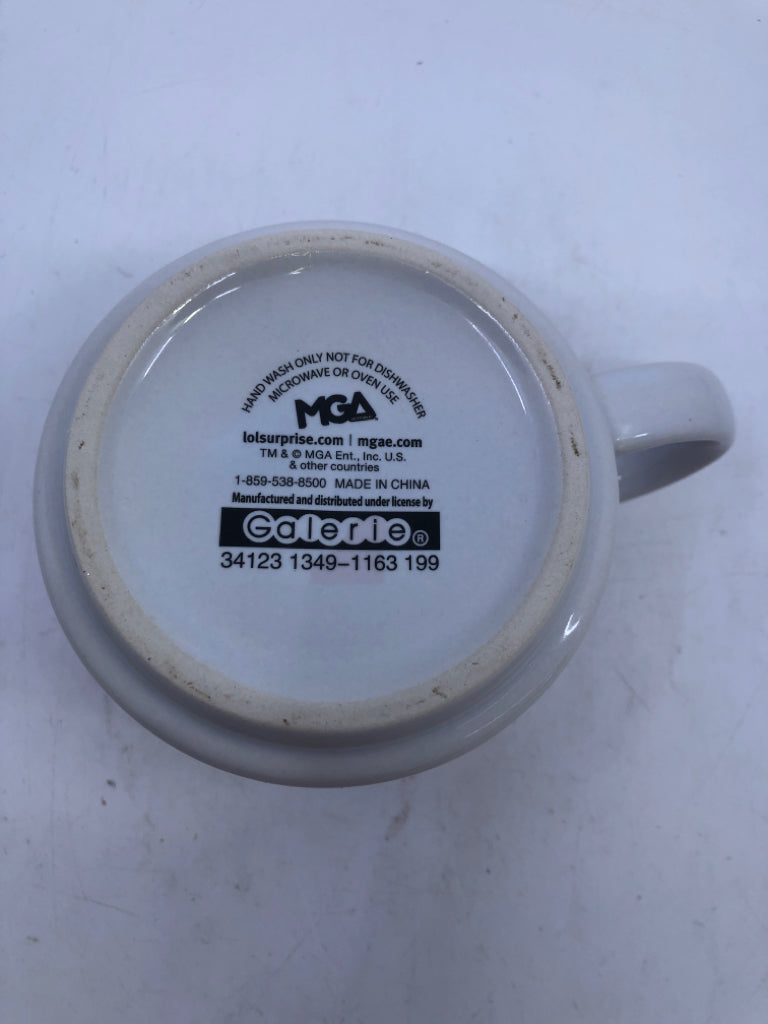 HAND WASH ONLY NOT FOR DISHWASHER
MICROWAVE OR OVEN USE
MGA
lolsurprise.com | mgae.com
TM & © MGA Ent., Inc. U.S.
& other countries
1-859-538-8500 MADE IN CHINA
Manufactured and distributed under license by
Galerie®
34123 1349-1163 199